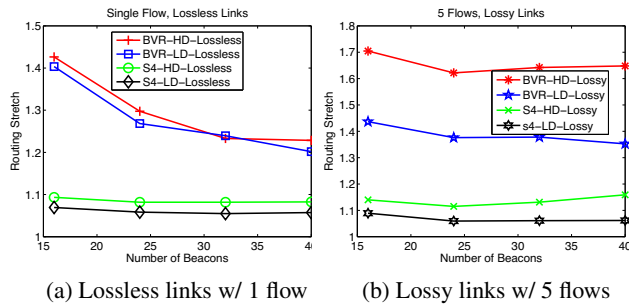 Single Flow, Lossless Links
1.5
1.4
1.3
1.2
1.1
1
Routing Stretch
BVR-HD-Lossless
BVR-LD-Lossless
S4-HD-Lossless
S4-LD-Lossless
15 20 25 30 35 40
Number of Beacons
(a) Lossless links w/ 1 flow
5 Flows, Lossy Links
1.8
1.7
1.6
1.5
1.4
1.3
1.2
1.1
1
Routing Stretch
BVR-HD-Lossy
BVR-LD-Lossy
S4-HD-Lossy
s4-LD-Lossy
15 20 25 30 35 40
Number of Beacons
(b) Lossy links w/ 5 flows